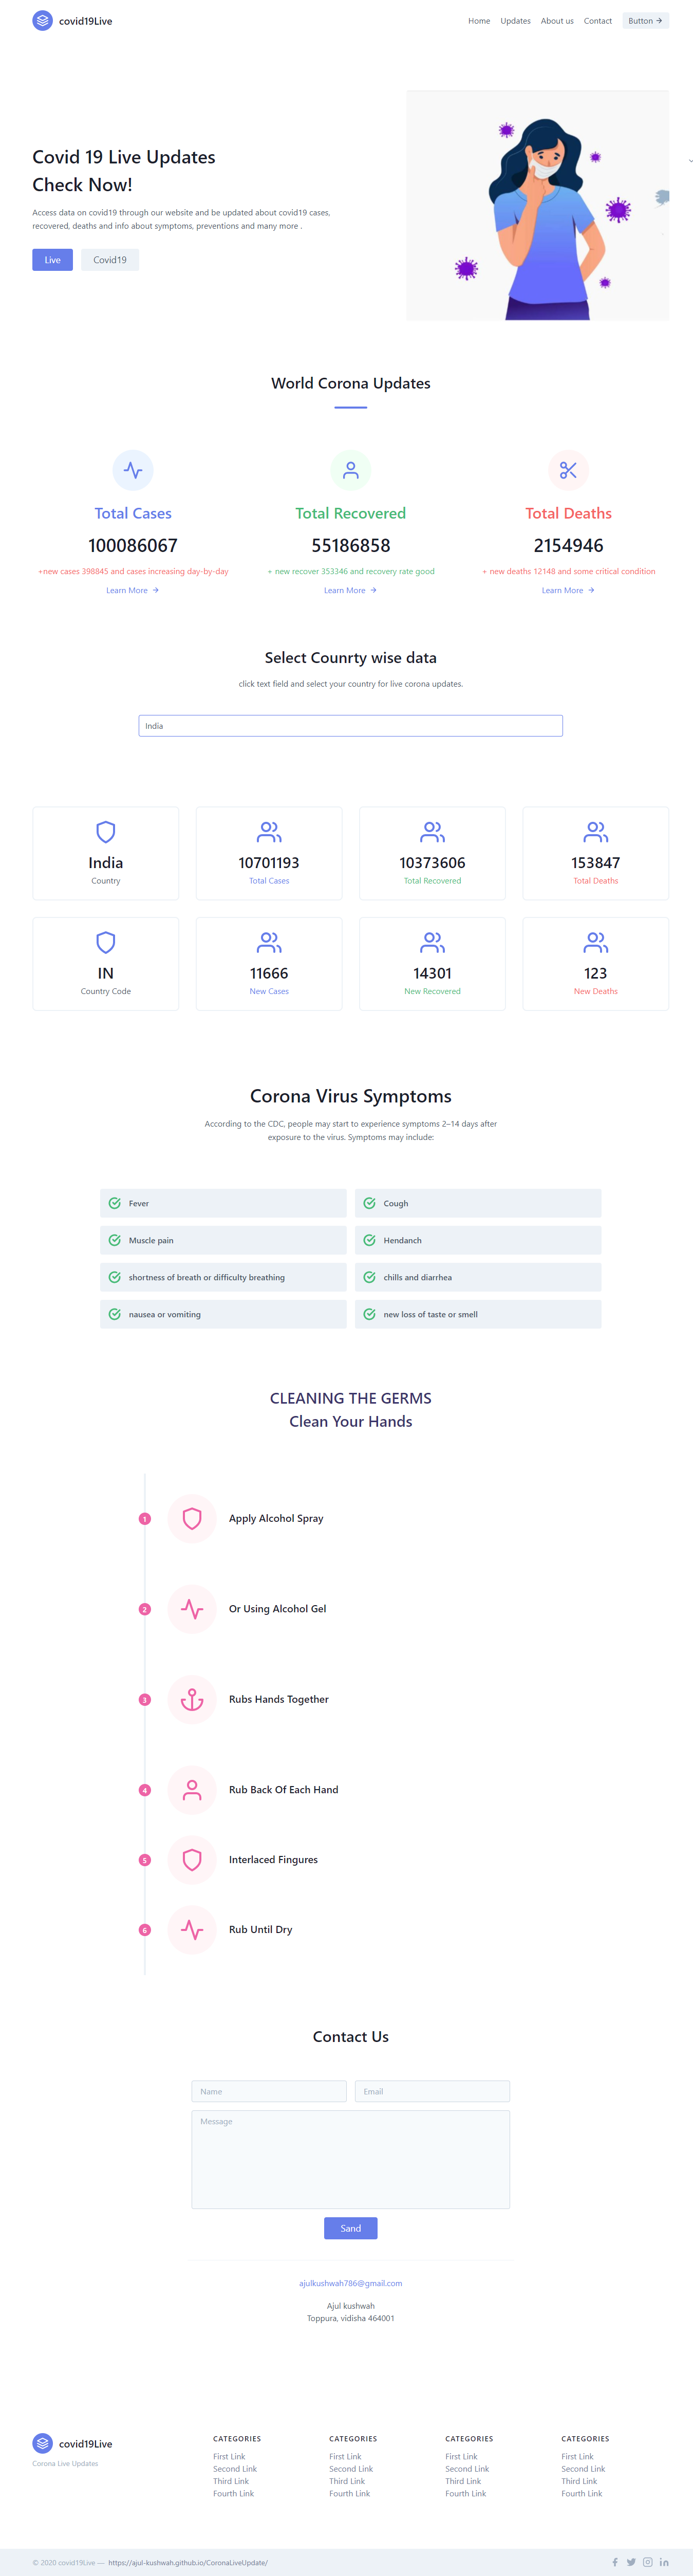 covid19Live
Home Updates About us Contact Button
Covid 19 Live Updates
Check Now!
Access data on covid19 through our website and be updated about covid19 cases,
recovered, deaths and info about symptoms, preventions and many more .
Live Covid19
World Corona Updates
Total Cases Total Recovered Total Deaths
100086067 55186858 2154946
+new cases 398845 and cases increasing day-by-day + new recover 353346 and recovery rate good + new deaths 12148 and some critical condition
Learn More Learn More Learn More
Select Counrty wise data
click text field and select your country for live corona updates.
India
India 10701193 10373606 153847
Country Total Cases Total Recovered Total Deaths
IN 11666 14301 123
Country Code New Cases New Recovered New Deaths
Corona Virus Symptoms
According to the CDC, people may start to experience symptoms 2–14 days after
exposure to the virus. Symptoms may include:
Fever Cough
Muscle pain Hendanch
shortness of breath or difficulty breathing chills and diarrhea
nausea or vomiting new loss of taste or smell
CLEANING THE GERMS
Clean Your Hands
1 Apply Alcohol Spray
2 Or Using Alcohol Gel
3 Rubs Hands Together
4 Rub Back Of Each Hand
5 Interlaced Fingures
6 Rub Until Dry
Contact Us
Name Email
Message
Sand
ajulkushwah786@gmail.com
Ajul kushwah
Toppura, vidisha 464001
covid19Live
Corona Live Updates
CATEGORIES CATEGORIES CATEGORIES CATEGORIES
First Link First Link First Link First Link
Second Link Second Link Second Link Second Link
Third Link Third Link Third Link Third Link
Fourth Link Fourth Link Fourth Link Fourth Link
© 2020 covid19Live — https://ajul-kushwah.github.io/CoronaLiveUpdate/